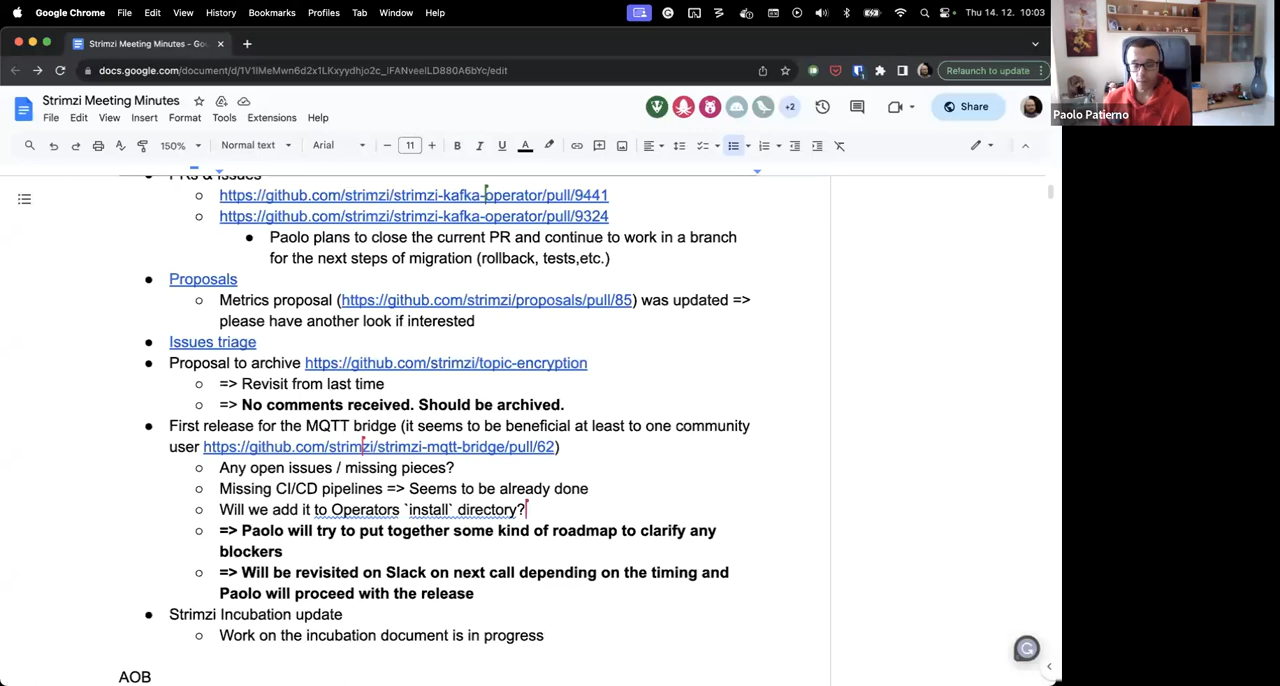 Google Chrome File Edit View History Bookmarks Profiles Tab Window Help Thu 14. 12. 10:03
Strimzi Meeting Minutes - Goo
docs.google.com/document/d/1V1lMeMwn6d2x1LKxyydhjo2c_lFANveelLD880A6bYc/edit Relaunch to update
Strimzi Meeting Minutes
File Edit View Insert Format Tools Extensions Help
+2
Share
Paolo Patierno
150% Normal text Arial 11 B I U A
PRs & Issues
https://github.com/strimzi/strimzi-kafka-operator/pull/9441
https://github.com/strimzi/strimzi-kafka-operator/pull/9324
Paolo plans to close the current PR and continue to work in a branch
for the next steps of migration (rollback, tests,etc.)
Proposals
Metrics proposal (https://github.com/strimzi/proposals/pull/85) was updated =>
please have another look if interested
Issues triage
Proposal to archive https://github.com/strimzi/topic-encryption
=> Revisit from last time
=> No comments received. Should be archived.
First release for the MQTT bridge (it seems to be beneficial at least to one community
user https://github.com/strimzi/strimzi-mqtt-bridge/pull/62)
Any open issues / missing pieces?
Missing CI/CD pipelines => Seems to be already done
Will we add it to Operators `install` directory?
=> Paolo will try to put together some kind of roadmap to clarify any
blockers
=> Will be revisited on Slack on next call depending on the timing and
Paolo will proceed with the release
Strimzi Incubation update
Work on the incubation document is in progress
AOB